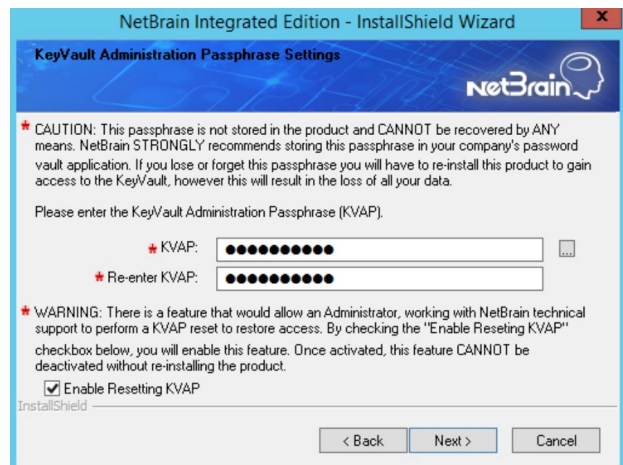 NetBrain Integrated Edition - InstallShield Wizard
x
KeyVault Administration Passphrase Settings
NetBrain
* CAUTION: This passphrase is not stored in the product and CANNOT be recovered by ANY
means. NetBrain STRONGLY recommends storing this passphrase in your company's password
vault application. If you lose or forget this passphrase you will have to re-install this product to gain
access to the KeyVault, however this will result in the loss of all your data.
Please enter the KeyVault Administration Passphrase (KVAP).
* KVAP: ●●●●●●●●●● ...
* Re-enter KVAP: ●●●●●●●●●●
* WARNING: There is a feature that would allow an Administrator, working with NetBrain technical
support to perform a KVAP reset to restore access. By checking the "Enable Reseting KVAP"
checkbox below, you will enable this feature. Once activated, this feature CANNOT be
deactivated without re-installing the product.
Enable Resetting KVAP
InstallShield
< Back Next > Cancel